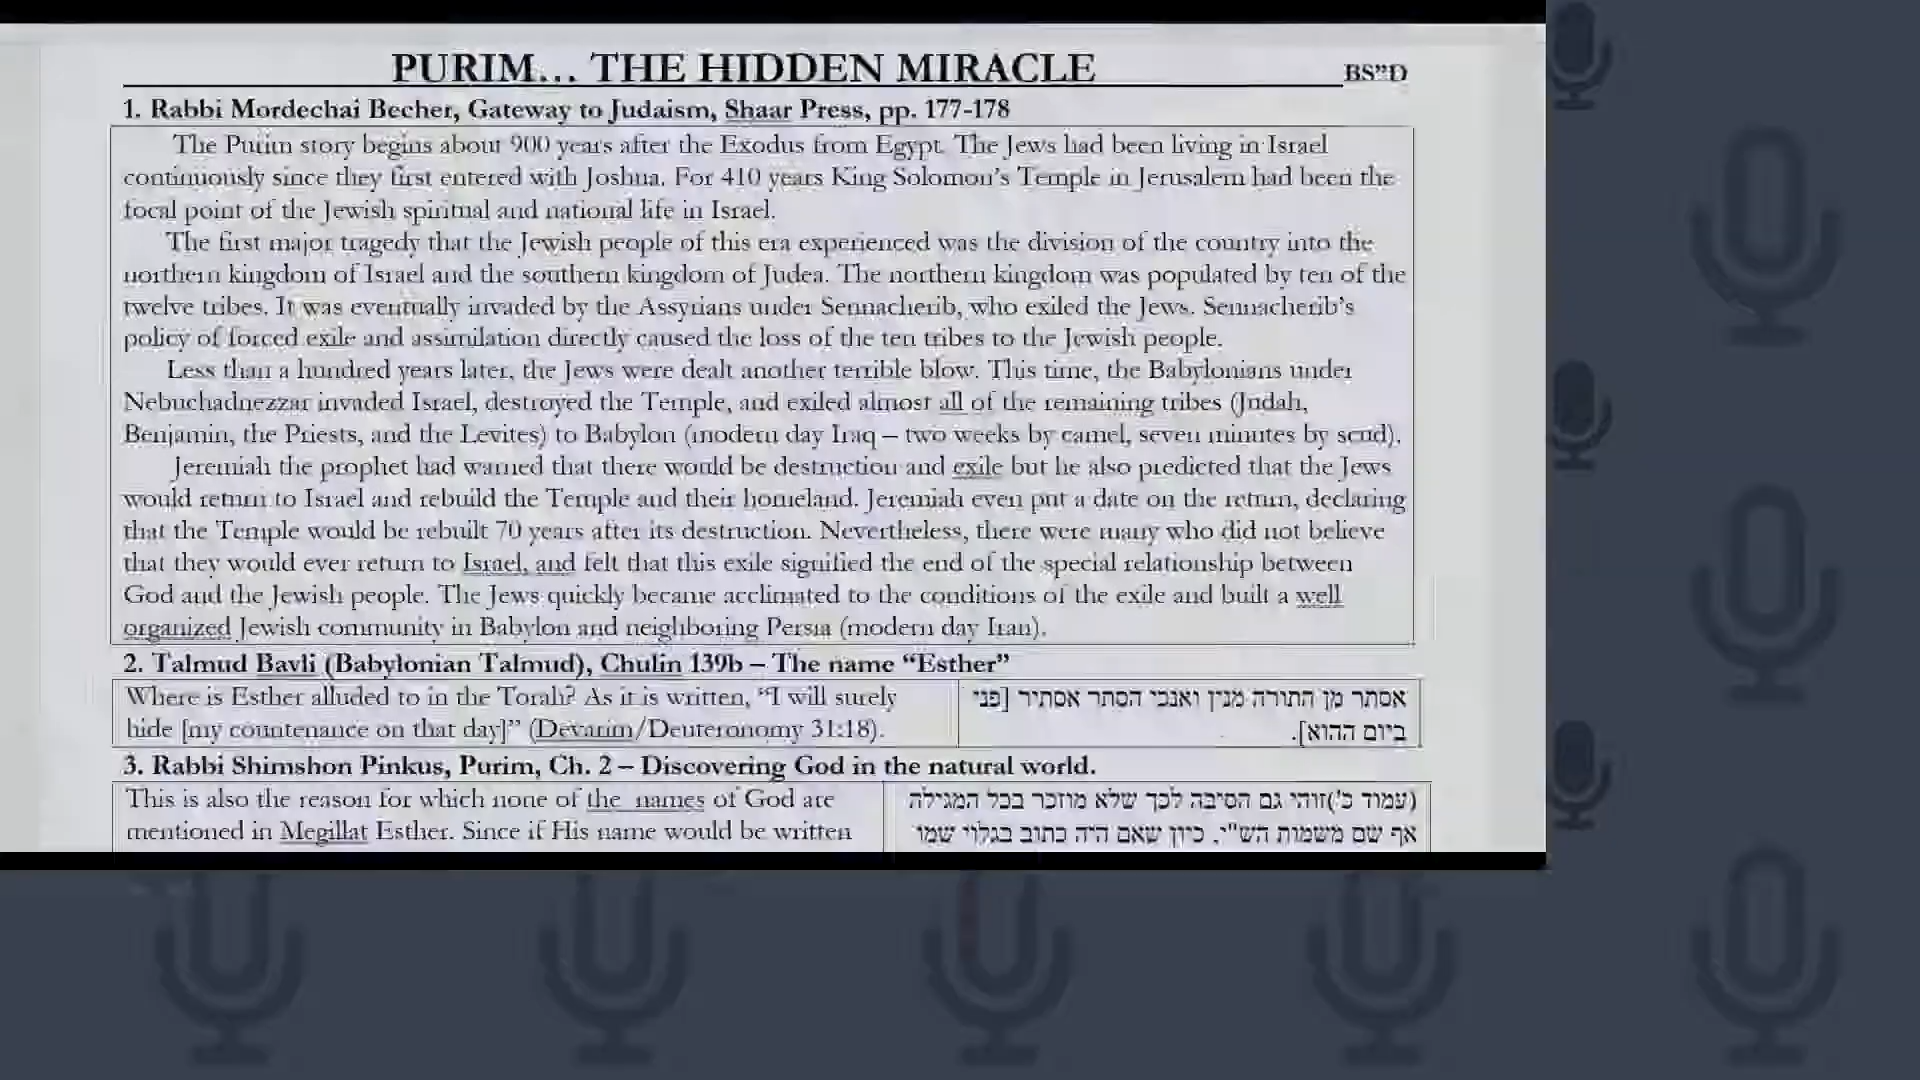 PURIM... THE HIDDEN MIRACLE BS”D
1. Rabbi Mordechai Becher, Gateway to Judaism, Shaar Press, pp. 177-178
The Purim story begins about 900 years after the Exodus from Egypt. The Jews had been living in Israel
continuously since they first entered with Joshua. For 410 years King Solomon’s Temple in Jerusalem had been the
focal point of the Jewish spiritual and national life in Israel.
The first major tragedy that the Jewish people of this era experienced was the division of the country into the
northern kingdom of Israel and the southern kingdom of Judea. The northern kingdom was populated by ten of the
twelve tribes. It was eventually invaded by the Assyrians under Sennacherib, who exiled the Jews. Sennacherib’s
policy of forced exile and assimilation directly caused the loss of the ten tribes to the Jewish people.
Less than a hundred years later, the Jews were dealt another terrible blow. This time, the Babylonians under
Nebuchadnezzar invaded Israel, destroyed the Temple, and exiled almost all of the remaining tribes (Judah,
Benjamin, the Priests, and the Levites) to Babylon (modern day Iraq – two weeks by camel, seven minutes by scud).
Jeremiah the prophet had warned that there would be destruction and exile but he also predicted that the Jews
would return to Israel and rebuild the Temple and their homeland. Jeremiah even put a date on the return, declaring
that the Temple would be rebuilt 70 years after its destruction. Nevertheless, there were many who did not believe
that they would ever return to Israel, and felt that this exile signified the end of the special relationship between
God and the Jewish people. The Jews quickly became acclimated to the conditions of the exile and built a well
organized Jewish community in Babylon and neighboring Persia (modern day Iran).
2. Talmud Bavli (Babylonian Talmud), Chulin 139b – The name “Esther”
Where is Esther alluded to in the Torah? As it is written, “I will surely
hide [my countenance on that day]” (Devarim/Deuteronomy 31:18).
אסתר מן התורה מנין ואנכי הסתר אסתיר [פני
ביום ההוא].
3. Rabbi Shimshon Pinkus, Purim, Ch. 2 – Discovering God in the natural world.
This is also the reason for which none of the names of God are
mentioned in Megillat Esther. Since if His name would be written
(עמוד כ')זוהי גם הסיבה לכך שלא מוזכר בכל המגילה
אף שם משמות הש"י, כיון שאם היה כתוב בגלוי שמו